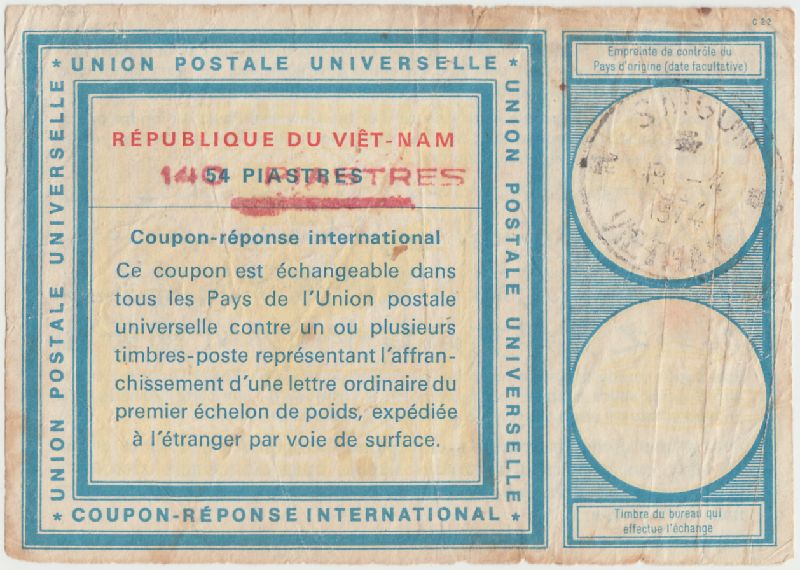 C 22
* UNION POSTALE UNIVERSELLE *
UNION POSTALE UNIVERSELLE
UNION POSTALE UNIVERSELLE
RÉPUBLIQUE DU VIÊT-NAM
54 PIASTRES
140 PIASTRES
Coupon-réponse international
Ce coupon est échangeable dans
tous les Pays de l'Union postale
universelle contre un ou plusieurs
timbres-poste représentant l'affran-
chissement d'une lettre ordinaire du
premier échelon de poids, expédiée
à l'étranger par voie de surface.
* COUPON-RÉPONSE INTERNATIONAL *
Empreinte de contrôle du
Pays d'origine (date facultative)
SAIGON
1974
Timbre du bureau qui
effectue l'échange